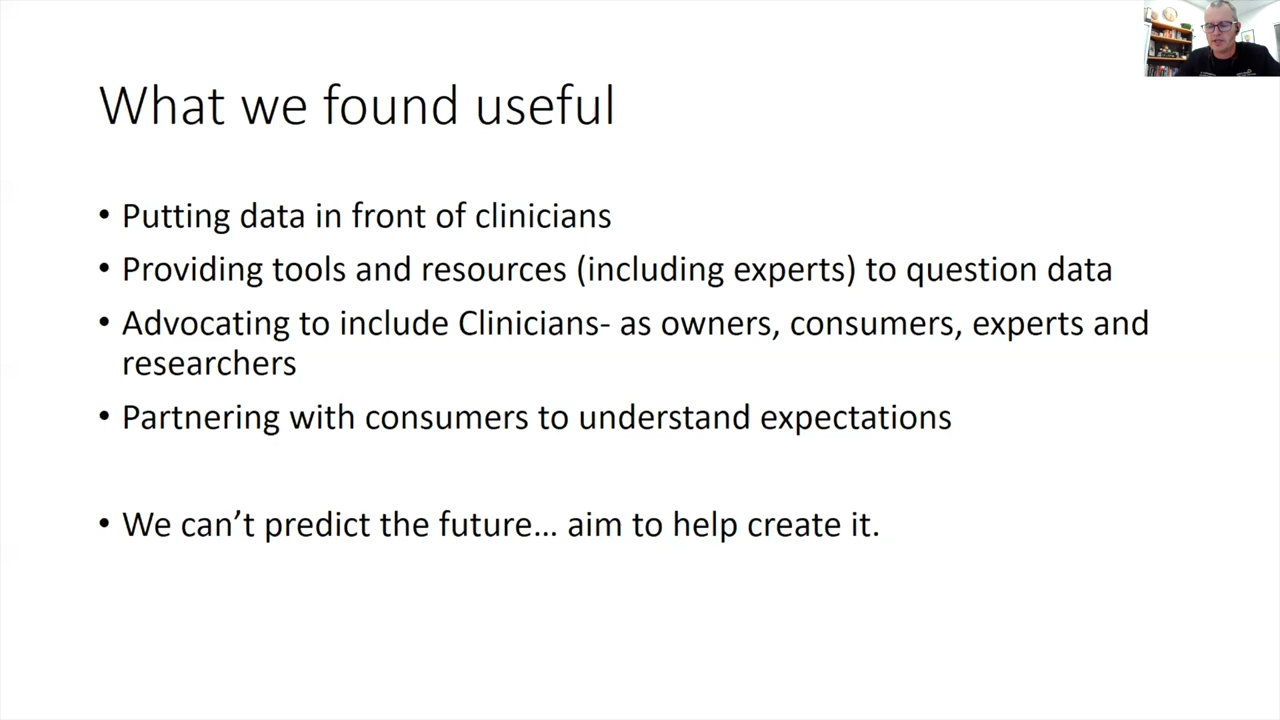 What we found useful
• Putting data in front of clinicians
• Providing tools and resources (including experts) to question data
• Advocating to include Clinicians- as owners, consumers, experts and
researchers
• Partnering with consumers to understand expectations
• We can’t predict the future… aim to help create it.